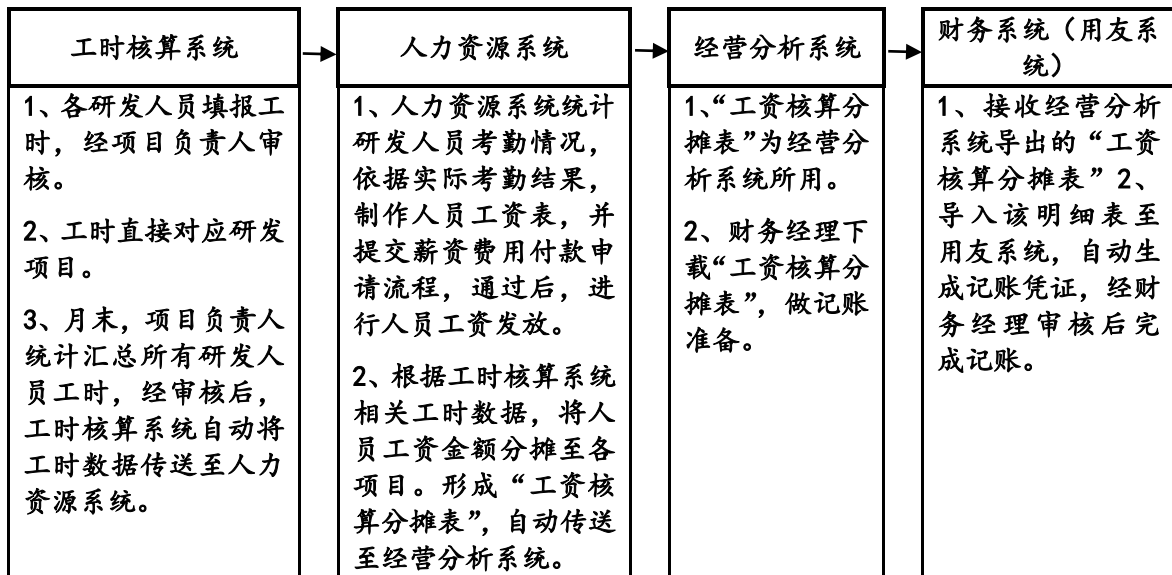 工时核算系统
1、各研发人员填报工
时，经项目负责人审
核。
2、工时直接对应研发
项目。
3、月末，项目负责人
统计汇总所有研发人
员工时，经审核后，
工时核算系统自动将
工时数据传送至人力
资源系统。
人力资源系统
1、人力资源系统统计
研发人员考勤情况，
依据实际考勤结果，
制作人员工资表，并
提交薪资费用付款申
请流程，通过后，进
行人员工资发放。
2、根据工时核算系统
相关工时数据，将人
员工资金额分摊至各
项目。形成“工资核
算分摊表”，自动传送
至经营分析系统。
经营分析系统
1、“工资核算分
摊表”为经营分
析系统所用。
2、财务经理下
载“工资核算分
摊表”，做记账
准备。
财务系统（用友系
统）
1、接收经营分析
系统导出的“工资
核算分摊表”2、
导入该明细表至
用友系统，自动生
成记账凭证，经财
务经理审核后完
成记账。